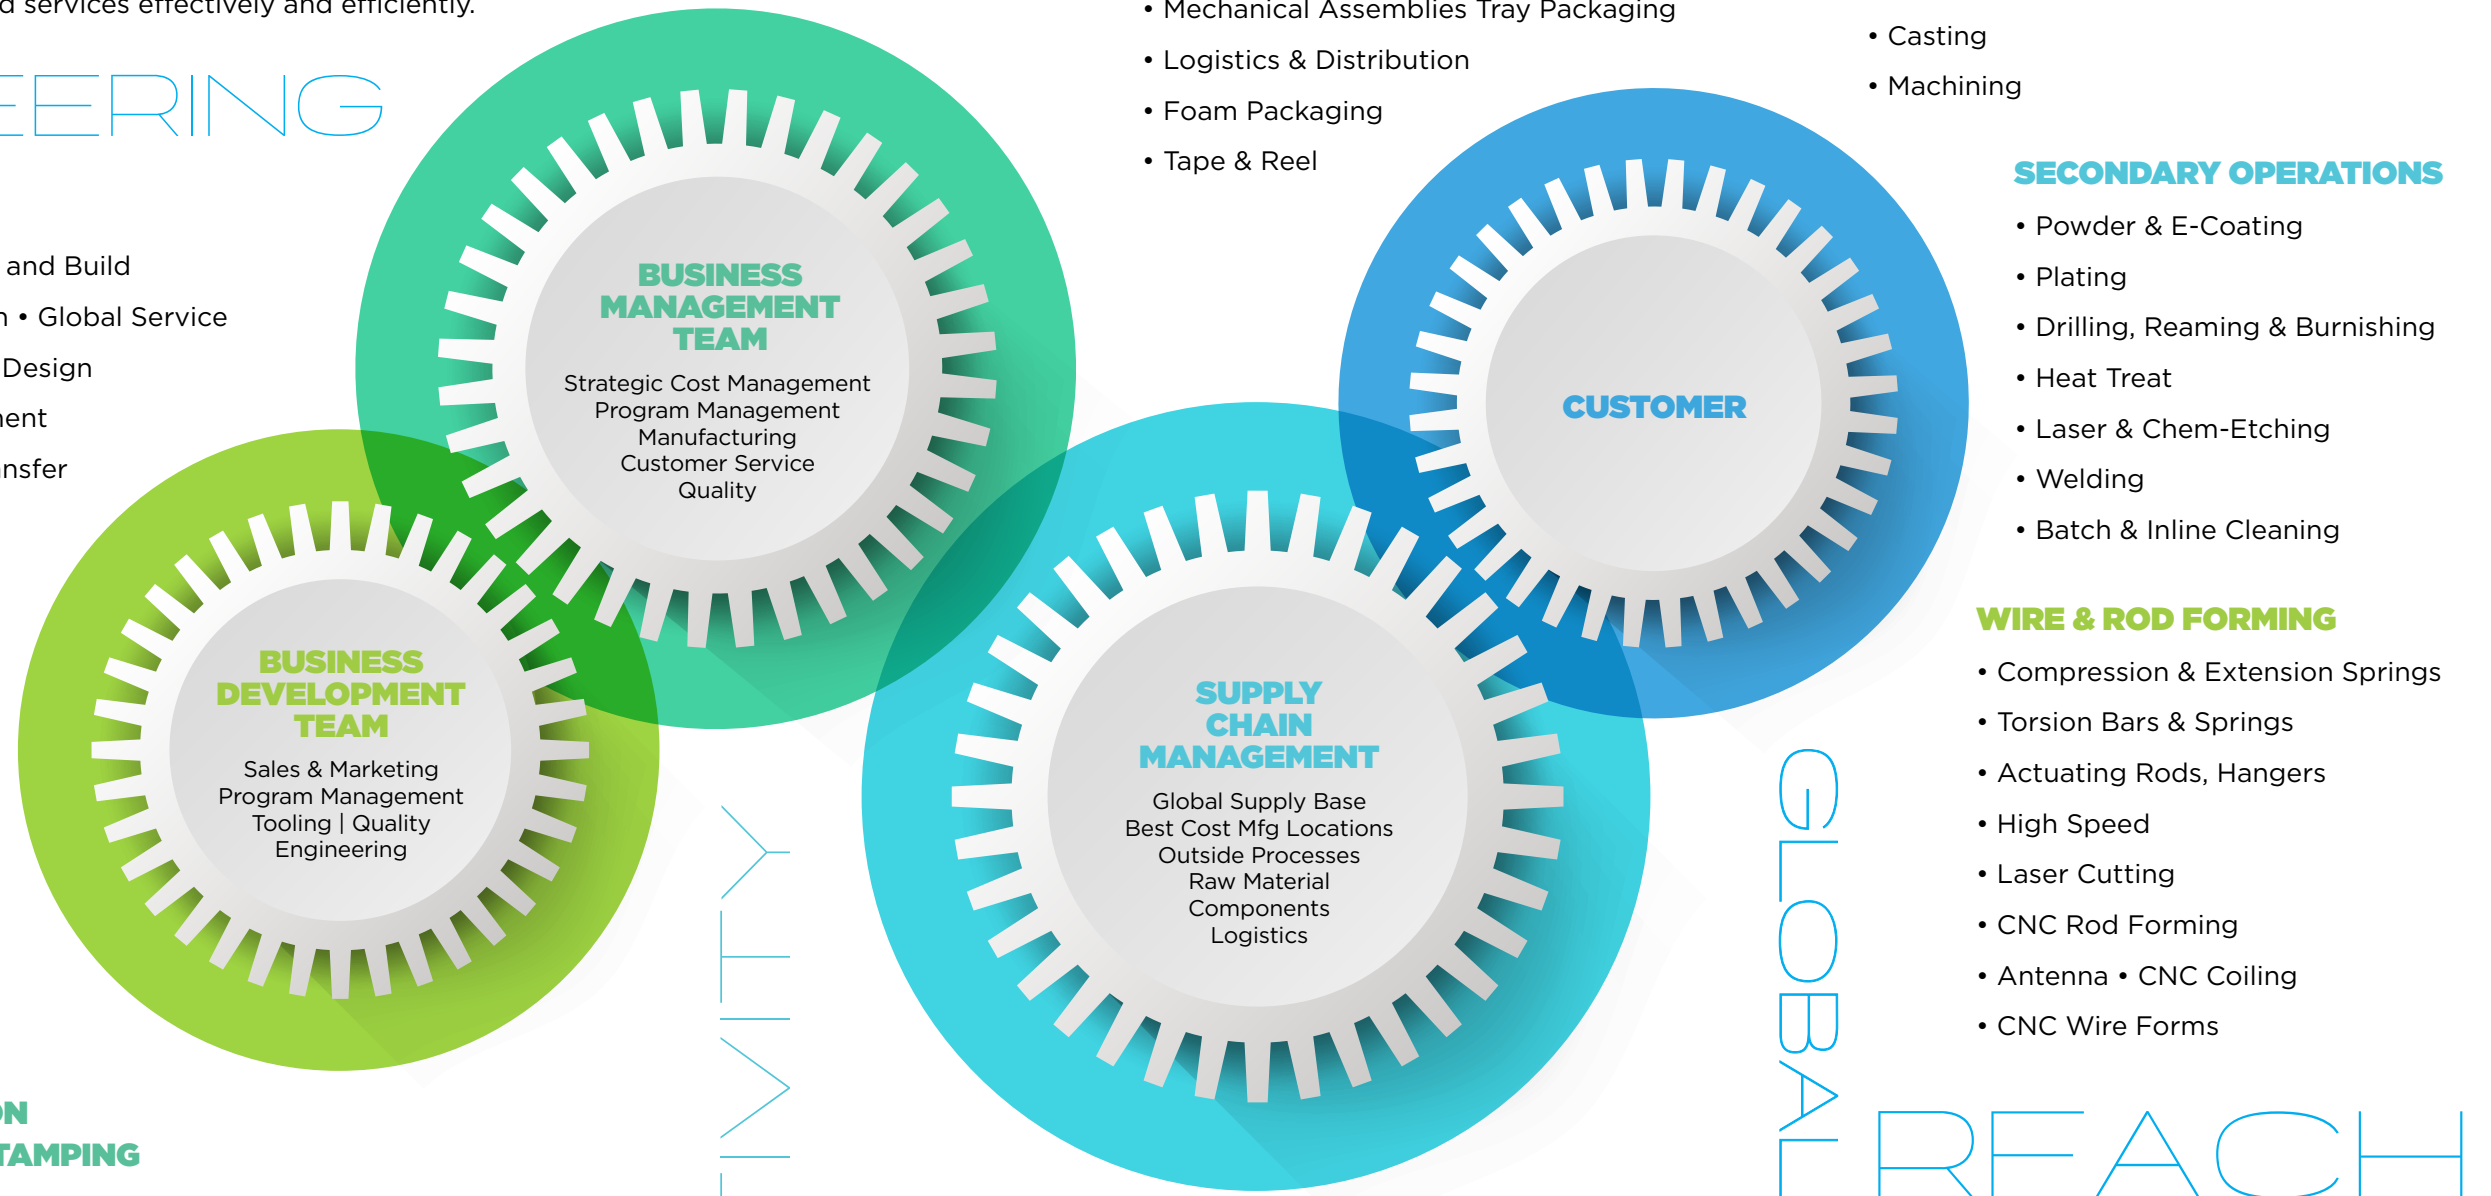 services effectively and efficiently.
EERING
and Build
• Global Service
Design
BUSINESS
MANAGEMENT
TEAM
Strategic Cost Management
Program Management
Manufacturing
Customer Service
Quality
BUSINESS
DEVELOPMENT
TEAM
Sales & Marketing
Program Management
Tooling | Quality
Engineering
• Mechanical Assemblies Tray Packaging
• Logistics & Distribution
• Foam Packaging
• Tape & Reel
SUPPLY
CHAIN
MANAGEMENT
Global Supply Base
Best Cost Mfg Locations
Outside Processes
Raw Material
Components
Logistics
CUSTOMER
• Casting
• Machining
SECONDARY OPERATIONS
• Powder & E-Coating
• Plating
• Drilling, Reaming & Burnishing
• Heat Treat
• Laser & Chem-Etching
• Welding
• Batch & Inline Cleaning
WIRE & ROD FORMING
• Compression & Extension Springs
• Torsion Bars & Springs
• Actuating Rods, Hangers
• High Speed
• Laser Cutting
• CNC Rod Forming
• Antenna • CNC Coiling
• CNC Wire Forms
GLOBAL
REACH
TAMPING